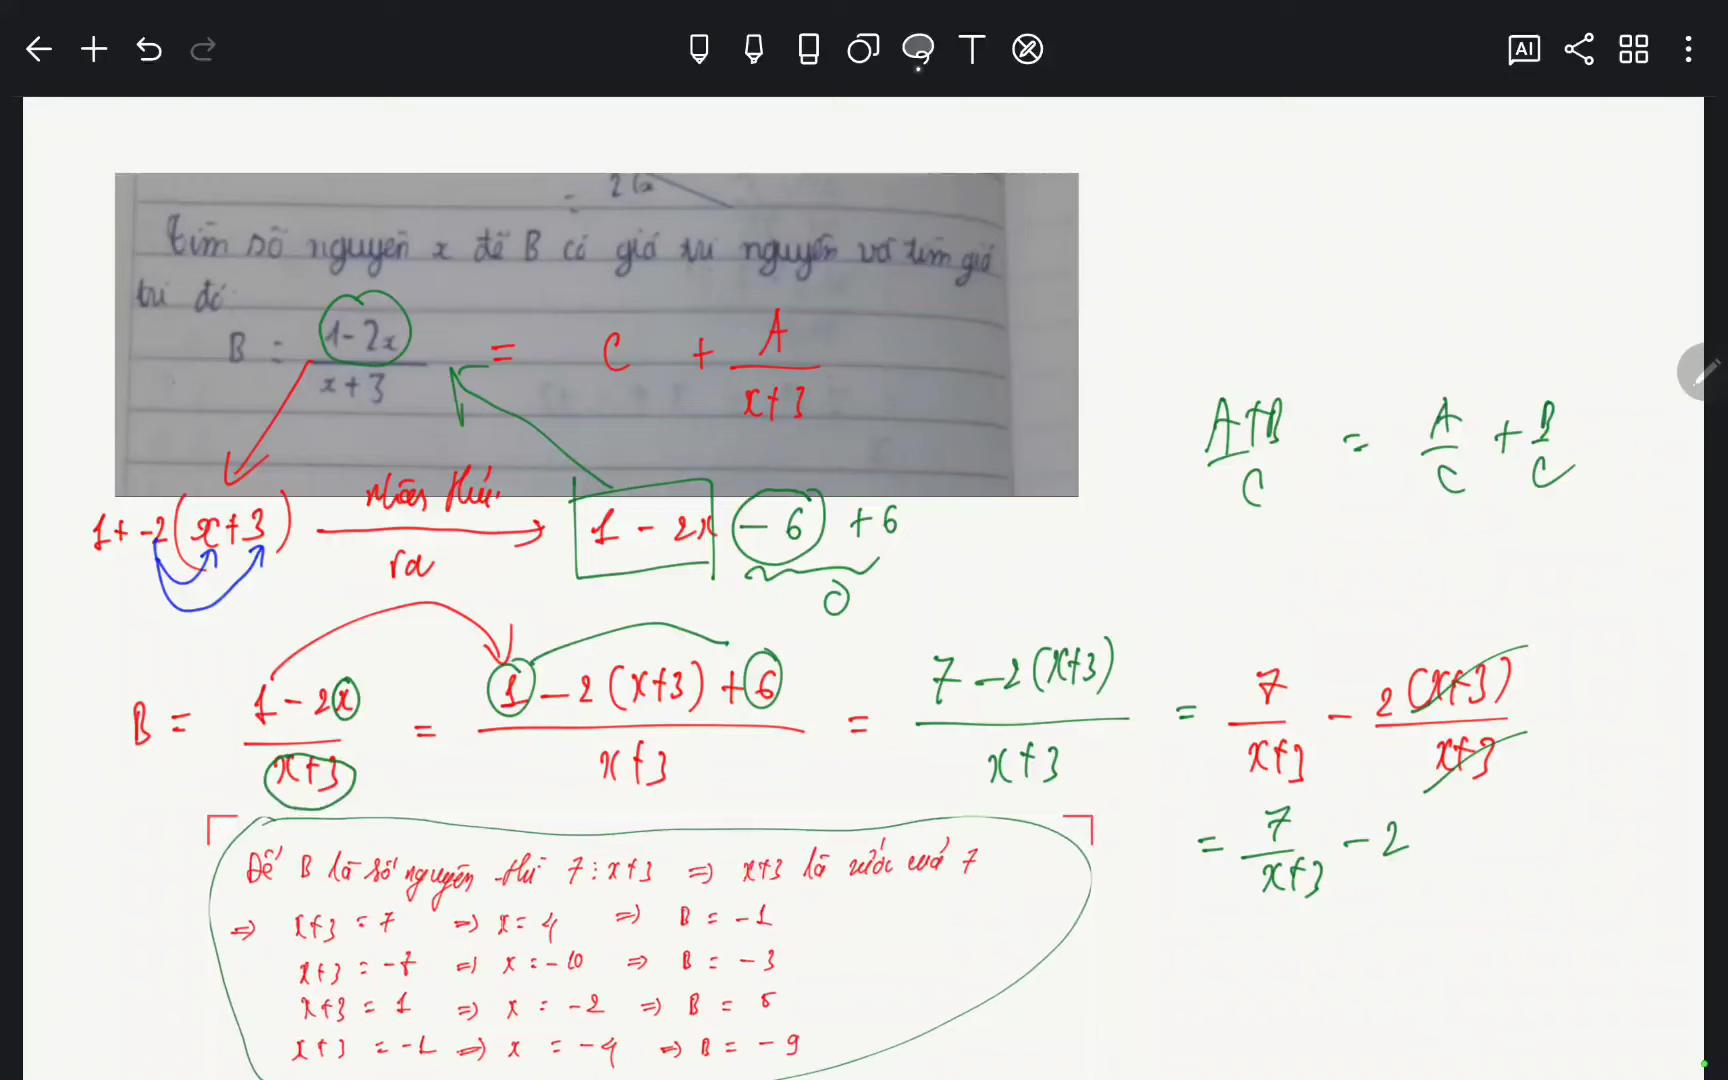 AI
T
2(x
=
Tìm số nguyên x để B có giá trị nguyên và tìm giá
trị đó
B = 1-2x / x+3 = C + A / x+3
A+B / C = A / C + B / C
1+ -2(x+3) nhân thức ra 1 - 2x - 6 + 6
0
B = 1-2x / x+3 = 1-2(x+3)+6 / x+3 = 7-2(x+3) / x+3 = 7 / x+3 - 2(x+3) / x+3
= 7 / x+3 - 2
Để B là số nguyên thì 7 ⋮ x+3 => x+3 là ước của 7
=> x+3 = 7 => x = 4 => B = -1
x+3 = -7 => x = -10 => B = -3
x+3 = 1 => x = -2 => B = 5
x+3 = -1 => x = -4 => B = -9